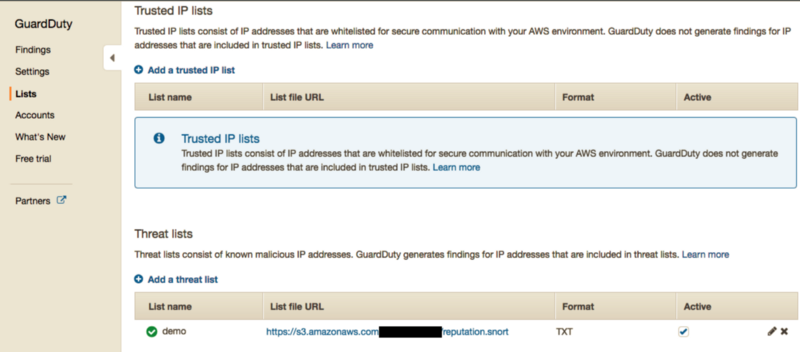 GuardDuty
Findings
Settings
Lists
Accounts
What's New
Free trial
Partners
Trusted IP lists
Trusted IP lists consist of IP addresses that are whitelisted for secure communication with your AWS environment. GuardDuty does not generate findings for IP
addresses that are included in trusted IP lists. Learn more
Add a trusted IP list
List name List file URL Format Active
Trusted IP lists
Trusted IP lists consist of IP addresses that are whitelisted for secure communication with your AWS environment. GuardDuty does not generate
findings for IP addresses that are included in trusted IP lists. Learn more
Threat lists
Threat lists consist of known malicious IP addresses. GuardDuty generates findings for IP addresses that are included in threat lists. Learn more
Add a threat list
List name List file URL Format Active
demo https://s3.amazonaws.com /reputation.snort TXT